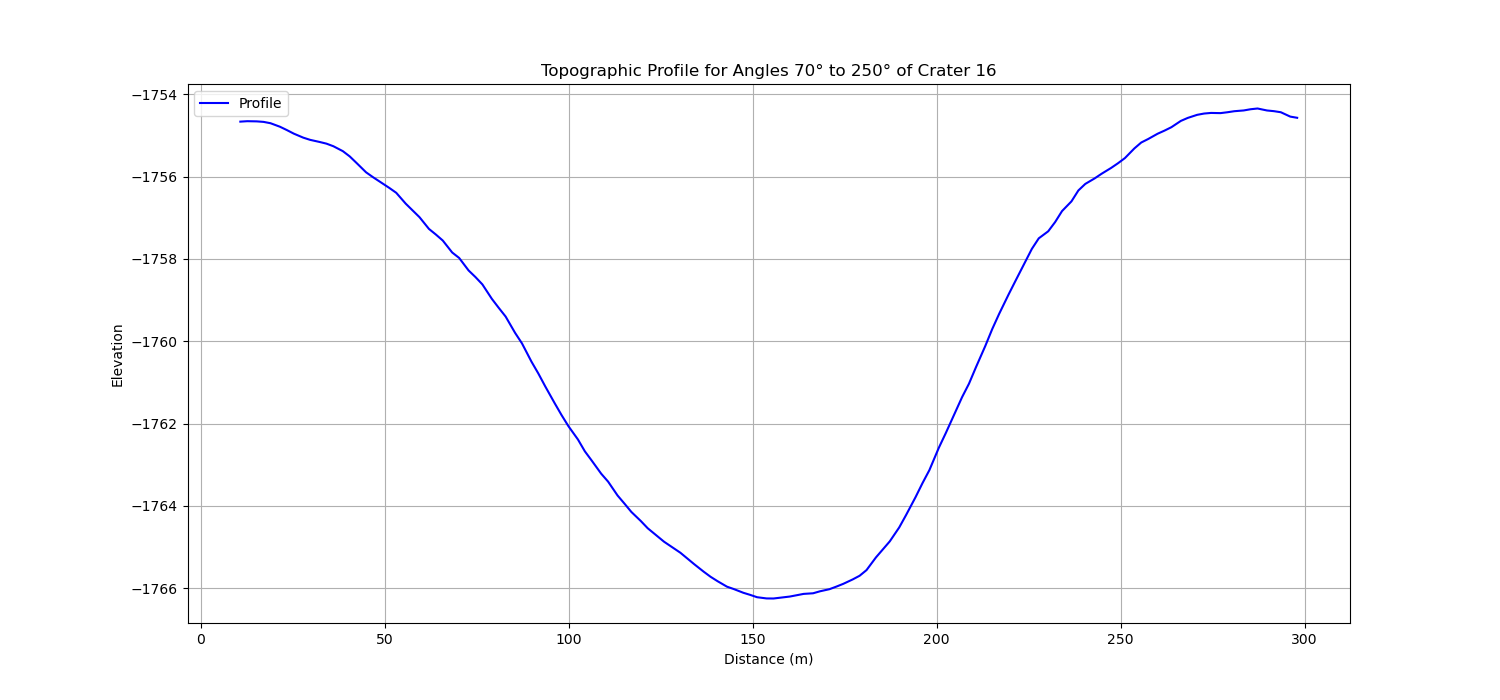 Topographic Profile for Angles 70° to 250° of Crater 16
Profile
−1754
−1756
−1758
−1760
−1762
−1764
−1766
Elevation
0 50 100 150 200 250 300
Distance (m)